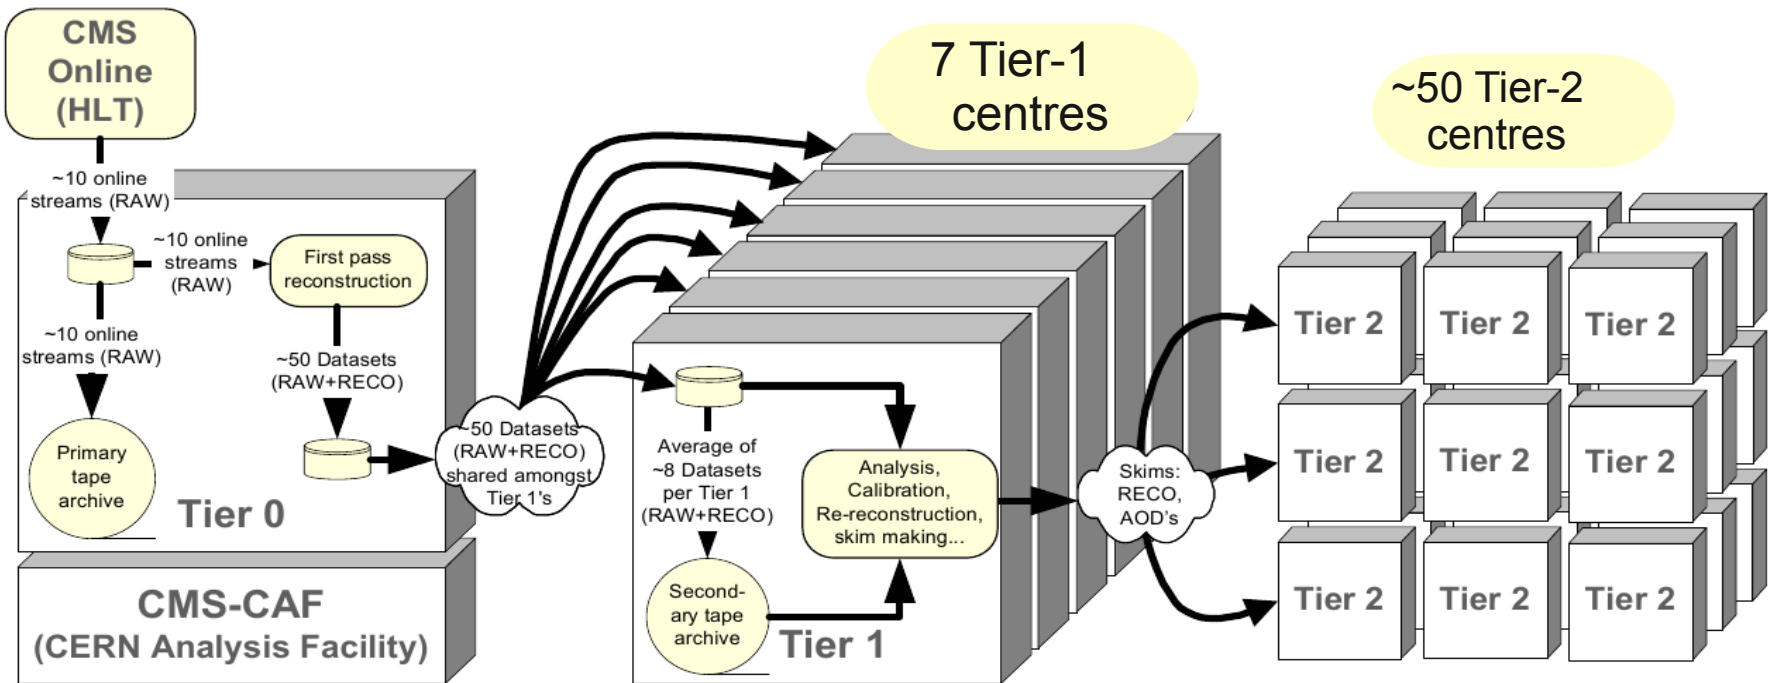 CMS
Online
(HLT)
~10 online
streams (RAW)
~10 online
streams
(RAW)
First pass
reconstruction
~10 online
streams (RAW)
~50 Datasets
(RAW+RECO)
Primary
tape
archive
Tier 0
CMS-CAF
(CERN Analysis Facility)
~50 Datasets
(RAW+RECO)
shared amongst
Tier 1's
7 Tier-1
centres
Average of
~8 Datasets
per Tier 1
(RAW+RECO)
Analysis,
Calibration,
Re-reconstruction,
skim making...
Second-
ary tape
archive
Tier 1
Skims:
RECO,
AOD's
~50 Tier-2
centres
Tier 2
Tier 2
Tier 2
Tier 2
Tier 2
Tier 2
Tier 2
Tier 2
Tier 2